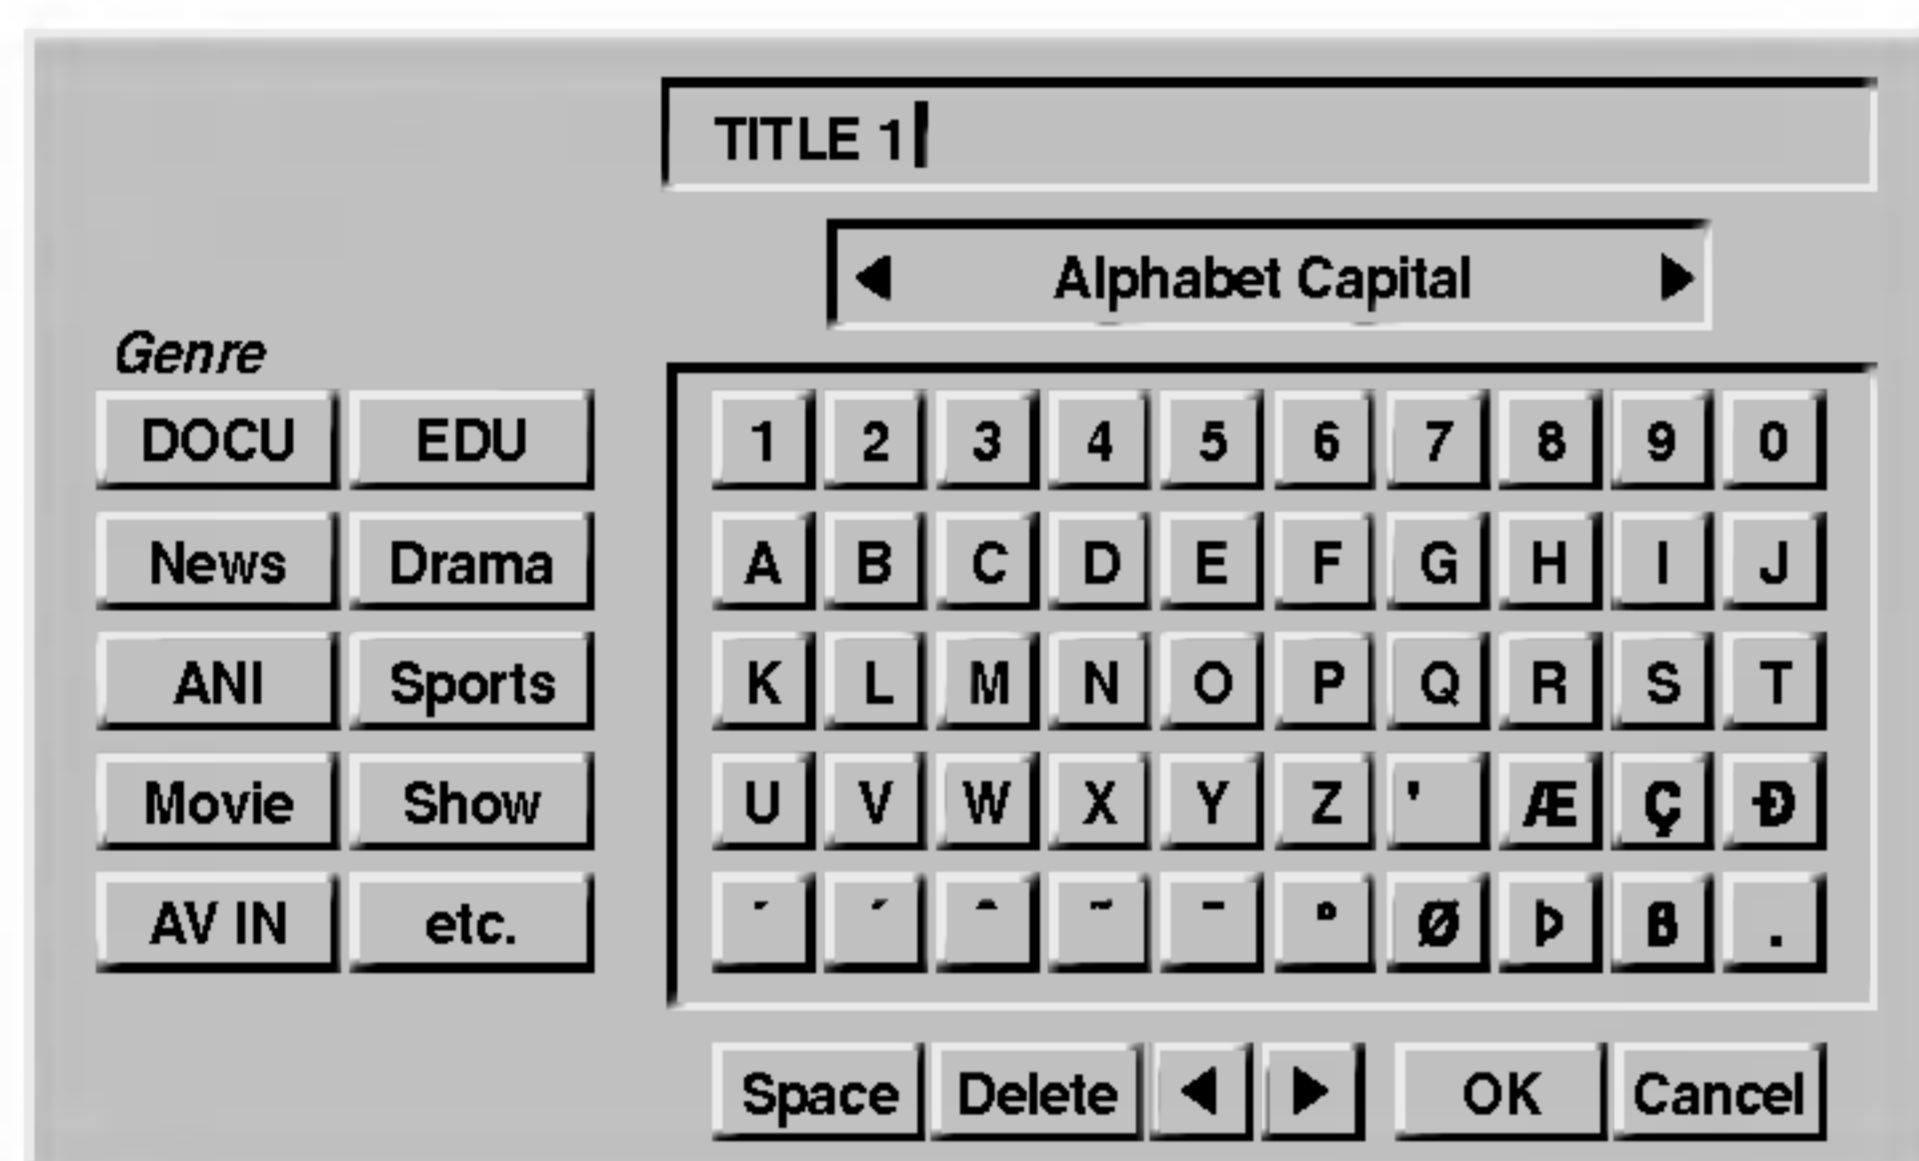 TITLE 1
◀ Alphabet Capital ▶
Genre
DOCU EDU
News Drama
ANI Sports
Movie Show
AV IN etc.
1 2 3 4 5 6 7 8 9 0
A B C D E F G H I J
K L M N O P Q R S T
U V W X Y Z ' Æ Ç Ð
´ ´ ˆ ˜ ¯ ° Ø Þ ß .
Space Delete ◀ ▶ OK Cancel